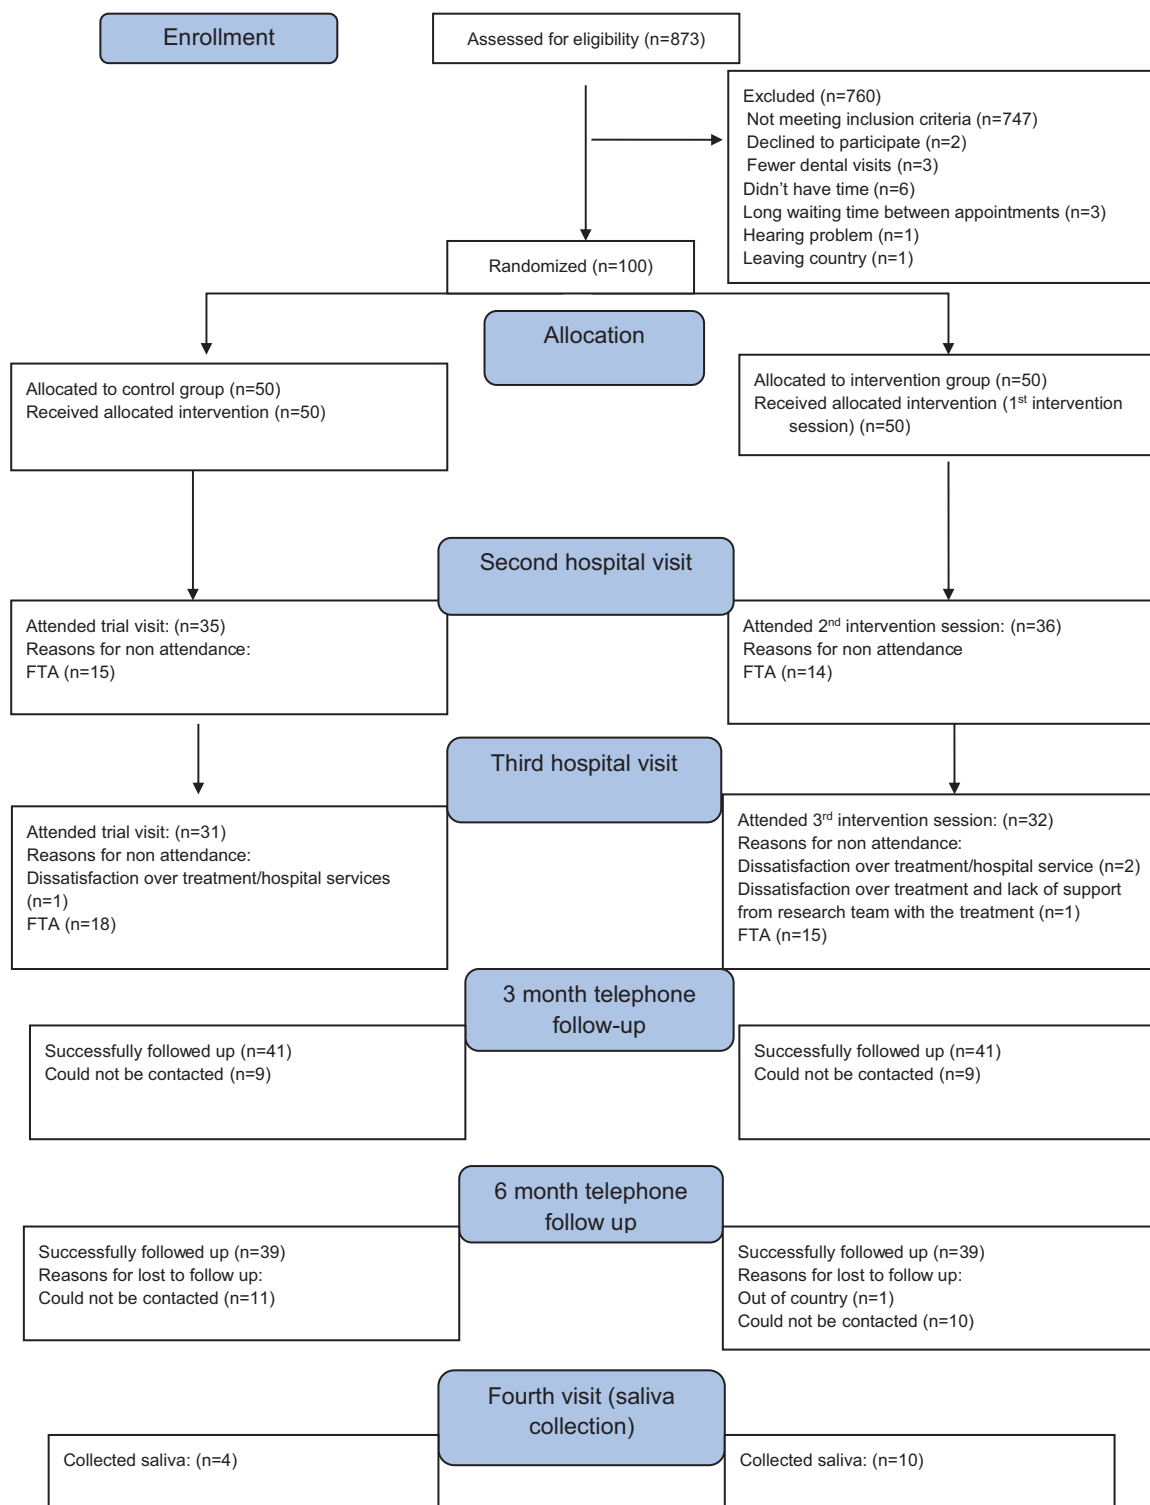 Enrollment
Assessed for eligibility (n=873)
Excluded (n=760)
Not meeting inclusion criteria (n=747)
Declined to participate (n=2)
Fewer dental visits (n=3)
Didn't have time (n=6)
Long waiting time between appointments (n=3)
Hearing problem (n=1)
Leaving country (n=1)
Randomized (n=100)
Allocation
Allocated to control group (n=50)
Received allocated intervention (n=50)
Allocated to intervention group (n=50)
Received allocated intervention (1st intervention
session) (n=50)
Second hospital visit
Attended trial visit: (n=35)
Reasons for non attendance:
FTA (n=15)
Attended 2nd intervention session: (n=36)
Reasons for non attendance
FTA (n=14)
Third hospital visit
Attended trial visit: (n=31)
Reasons for non attendance:
Dissatisfaction over treatment/hospital services
(n=1)
FTA (n=18)
Attended 3rd intervention session: (n=32)
Reasons for non attendance:
Dissatisfaction over treatment/hospital service (n=2)
Dissatisfaction over treatment and lack of support
from research team with the treatment (n=1)
FTA (n=15)
3 month telephone
follow-up
Successfully followed up (n=41)
Could not be contacted (n=9)
Successfully followed up (n=41)
Could not be contacted (n=9)
6 month telephone
follow up
Successfully followed up (n=39)
Reasons for lost to follow up:
Could not be contacted (n=11)
Successfully followed up (n=39)
Reasons for lost to follow up:
Out of country (n=1)
Could not be contacted (n=10)
Fourth visit (saliva
collection)
Collected saliva: (n=4)
Collected saliva: (n=10)